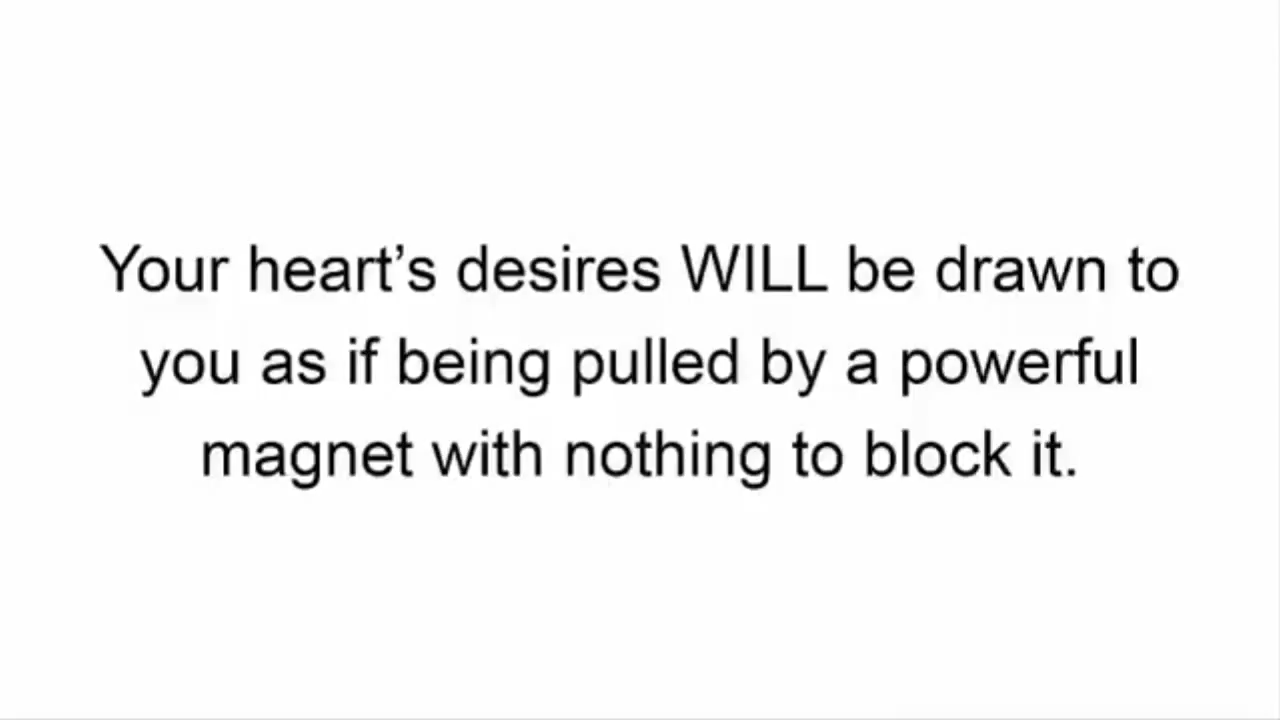 Your heart’s desires WILL be drawn to
you as if being pulled by a powerful
magnet with nothing to block it.